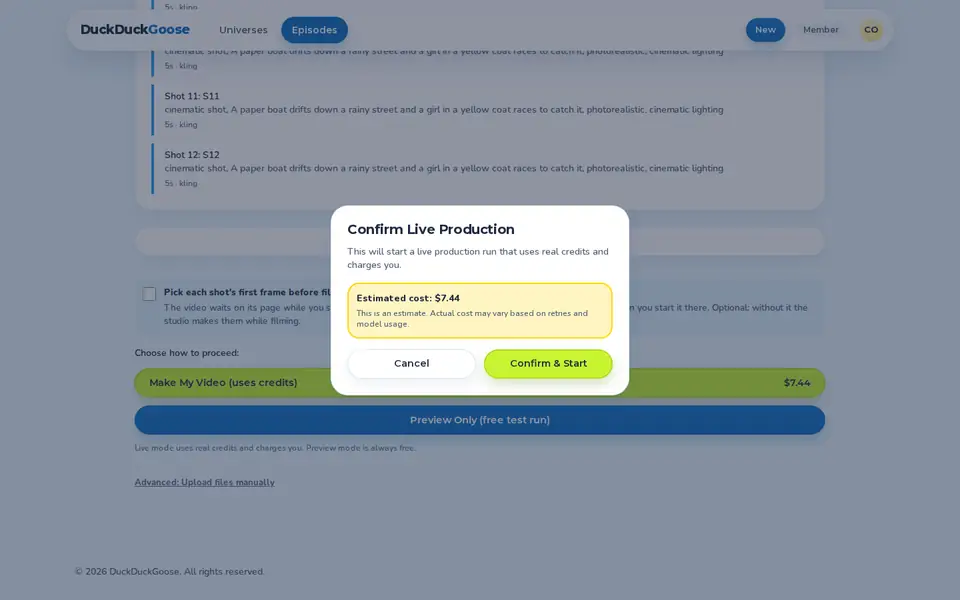 5s · kling
DuckDuckGoose
Universes
Episodes
New
Member
CO
cinematic shot, A paper boat drifts down a rainy street and a girl in a yellow coat races to catch it, photorealistic, cinematic lighting
5s · kling
Shot 11: S11
cinematic shot, A paper boat drifts down a rainy street and a girl in a yellow coat races to catch it, photorealistic, cinematic lighting
5s · kling
Shot 12: S12
cinematic shot, A paper boat drifts down a rainy street and a girl in a yellow coat races to catch it, photorealistic, cinematic lighting
5s · kling
Confirm Live Production
This will start a live production run that uses real credits and
charges you.
Estimated cost: $7.44
This is an estimate. Actual cost may vary based on retries and
model usage.
Cancel
Confirm & Start
Pick each shot's first frame before
The video waits on its page while you
you start it there. Optional: without it the
studio makes them while filming.
Choose how to proceed:
Make My Video (uses credits)
$7.44
Preview Only (free test run)
Live mode uses real credits and charges you. Preview mode is always free.
Advanced: Upload files manually
© 2026 DuckDuckGoose. All rights reserved.